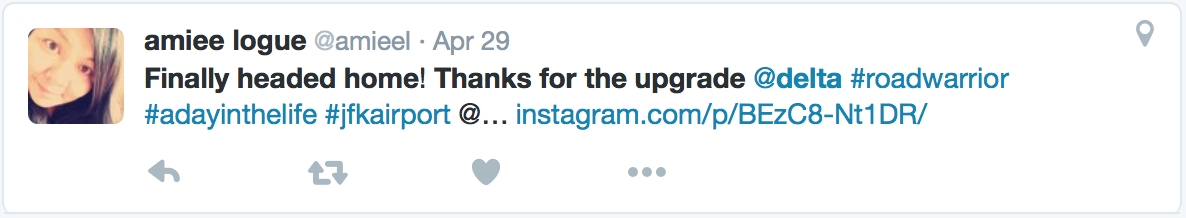 amiee logue @amieel · Apr 29
Finally headed home! Thanks for the upgrade @delta #roadwarrior
#adayinthelife #jfkairport @… instagram.com/p/BEzC8-Nt1DR/